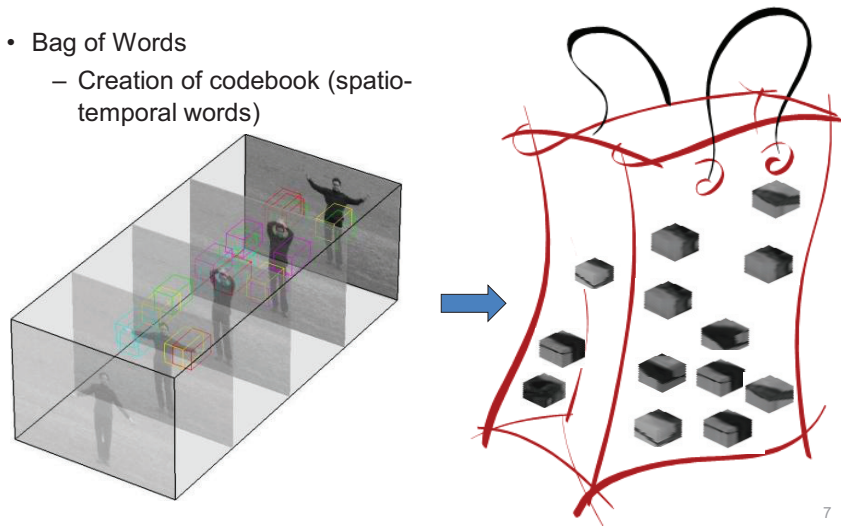 • Bag of Words
– Creation of codebook (spatio-
temporal words)
7